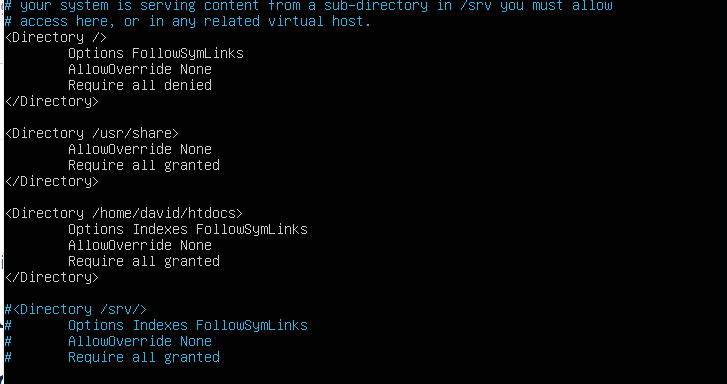 # your system is serving content from a sub-directory in /srv you must allow
# access here, or in any related virtual host.
<Directory />
        Options FollowSymLinks
        AllowOverride None
        Require all denied
</Directory>

<Directory /usr/share>
        AllowOverride None
        Require all granted
</Directory>

<Directory /home/david/htdocs>
        Options Indexes FollowSymLinks
        AllowOverride None
        Require all granted
</Directory>

#<Directory /srv/>
#       Options Indexes FollowSymLinks
#       AllowOverride None
#       Require all granted